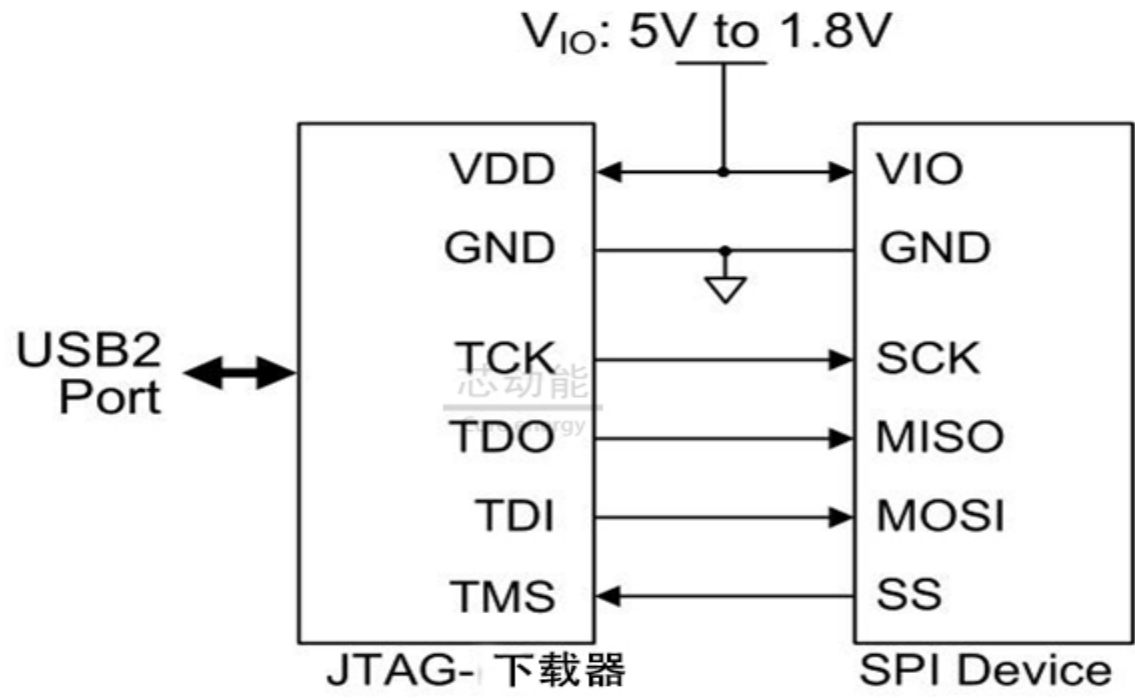 VIO: 5V to 1.8V
VDD
VIO
GND
GND
USB2
Port
TCK
SCK
芯动能
TDO
MISO
TDI
MOSI
TMS
SS
JTAG- 下载器
SPI Device